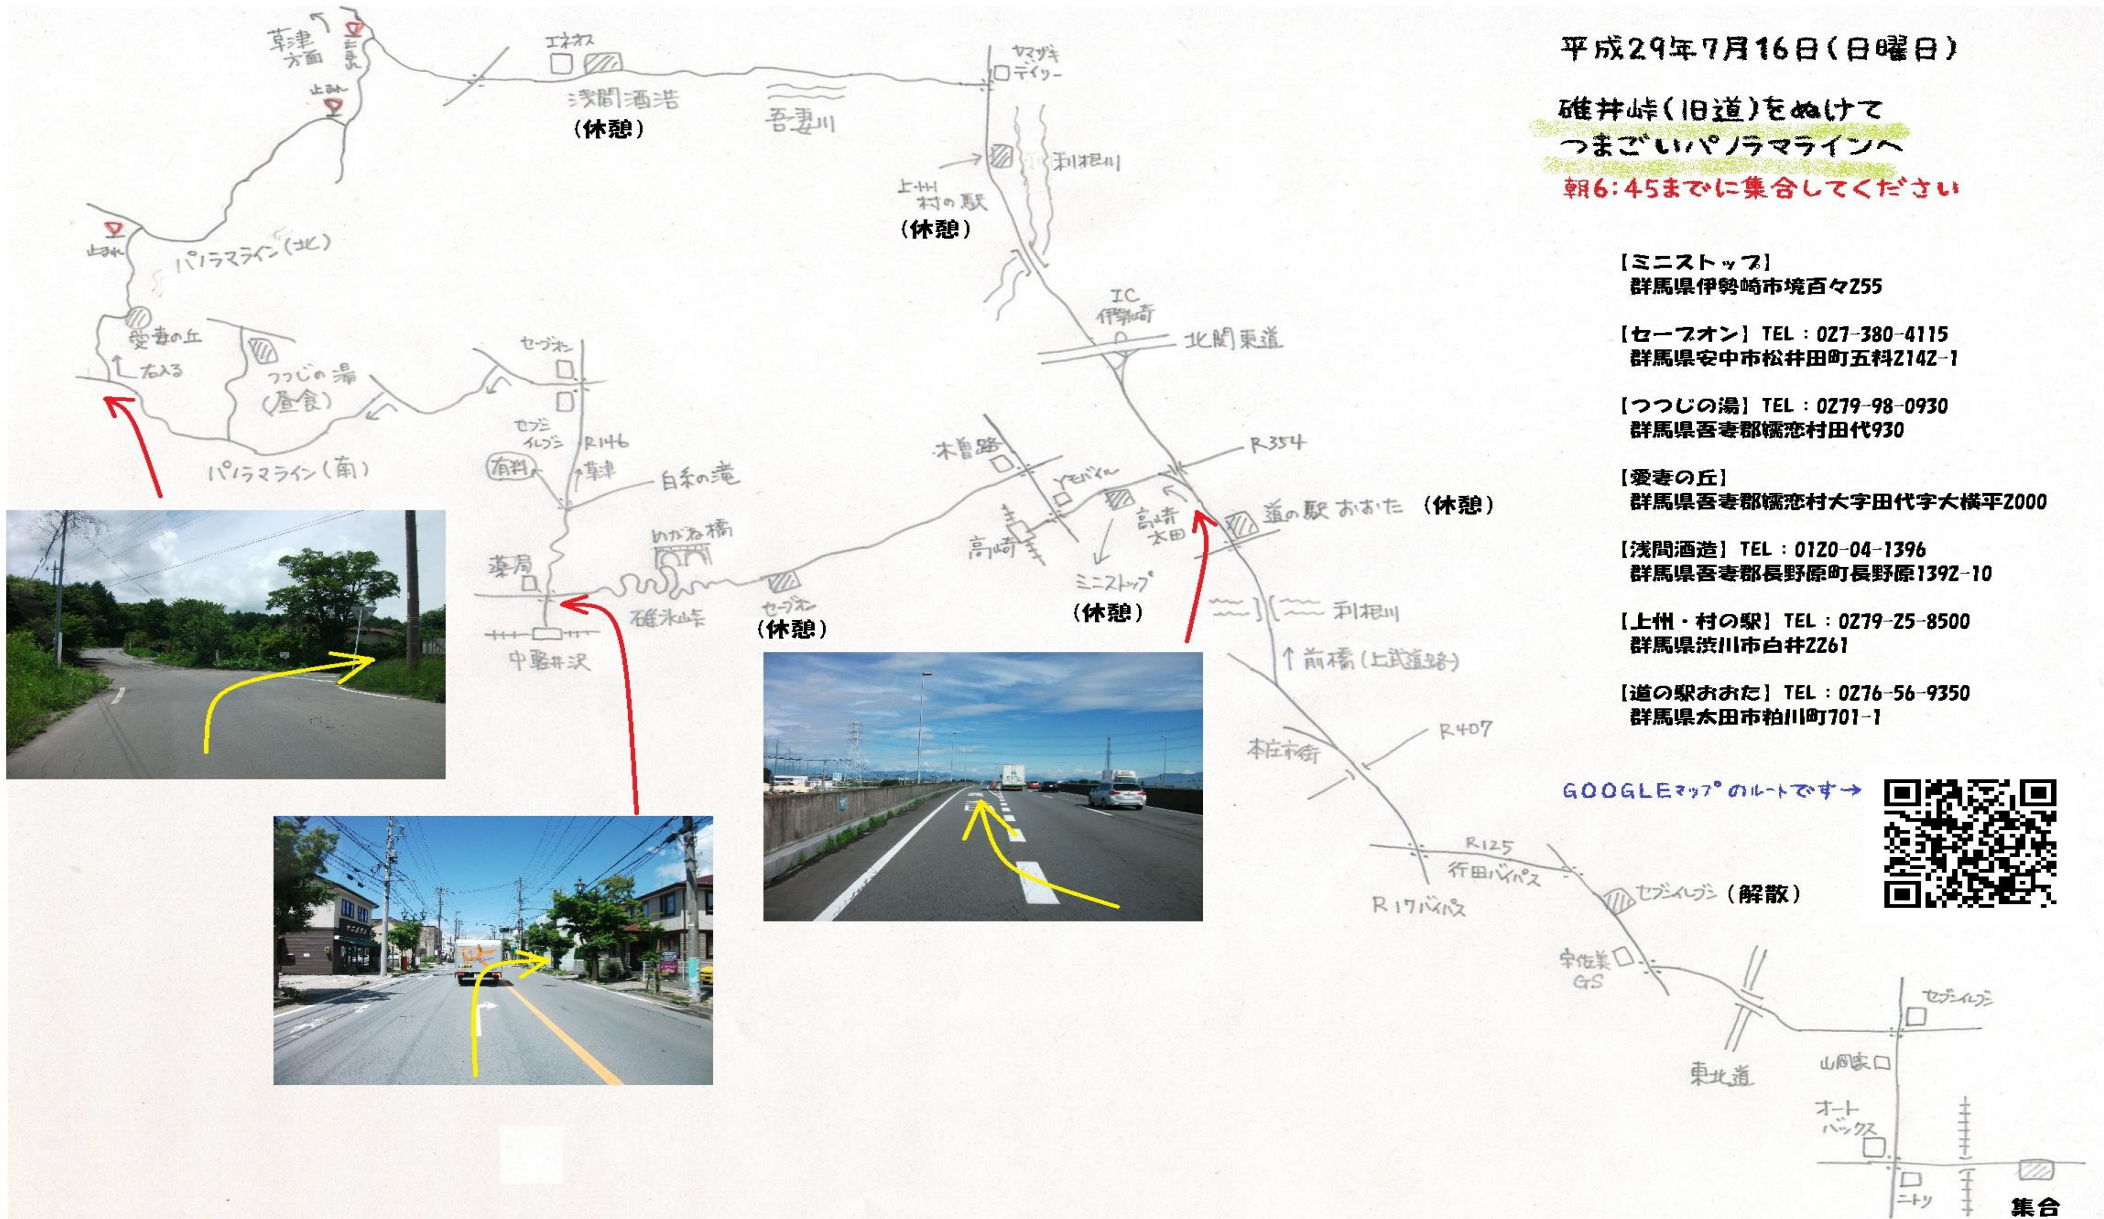 平成29年7月16日(日曜日)
碓井峠(旧道)をぬけて
つまごいパノラマラインへ
朝6:45までに集合してください
【ミニストップ】
群馬県伊勢崎市境百々255
【セーブオン】TEL:027-380-4115
群馬県安中市松井田町五料2142-1
【つつじの湯】TEL:0279-98-0930
群馬県吾妻郡嬬恋村田代930
【愛妻の丘】
群馬県吾妻郡嬬恋村大字田代字大横平2000
【浅間酒造】TEL:0120-04-1396
群馬県吾妻郡長野原町長野原1392-10
【上州・村の駅】TEL:0279-25-8500
群馬県渋川市白井2261
【道の駅おおた】TEL:0276-56-9350
群馬県太田市粕川町701-1
GOOGLEマップのルートです→
草津
方面
止まれ
止まれ
エネオス
浅間酒造
(休憩)
吾妻川
ヤマザキ
デイリー
利根川
上州
村の駅
(休憩)
止まれ
パノラマライン(北)
愛妻の丘
右入る
つつじの湯
(昼食)
パノラマライン(南)
セーブオン
セブン
イレブン
R146
有料
草津
白糸の滝
めがね橋
薬局
碓氷峠
中軽井沢
セーブオン
(休憩)
IC
伊勢崎
北関東道
木曽路
Yモバイル
高崎
高崎
太田
ミニストップ
(休憩)
R354
道の駅 おおた (休憩)
利根川
前橋(上武道路)
本庄市街
R407
R125
行田バイパス
R17バイパス
セブンイレブン (解散)
宇佐美
GS
東北道
セブンイレブン
山岡家
オート
バックス
ニトリ
集合